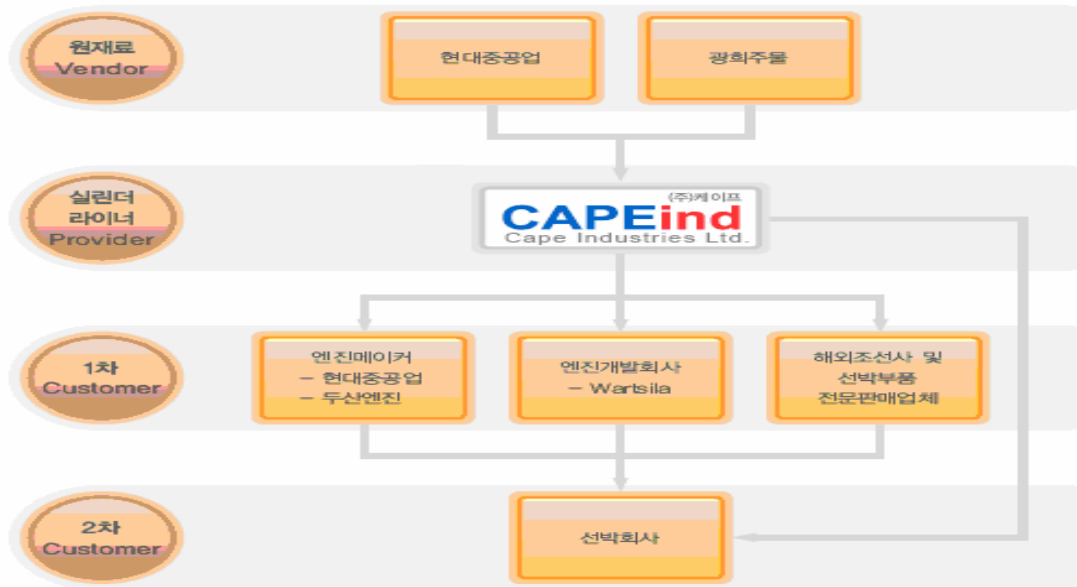 원재료
Vendor
현대중공업
광희주물
실린더
라이너
Provider
(주)케이프
CAPEind
Cape Industries Ltd.
1차
Customer
엔진메이커
- 현대중공업
- 두산엔진
엔진개발회사
- Wartsila
해외조선사 및
선박부품
전문판매업체
2차
Customer
선박회사